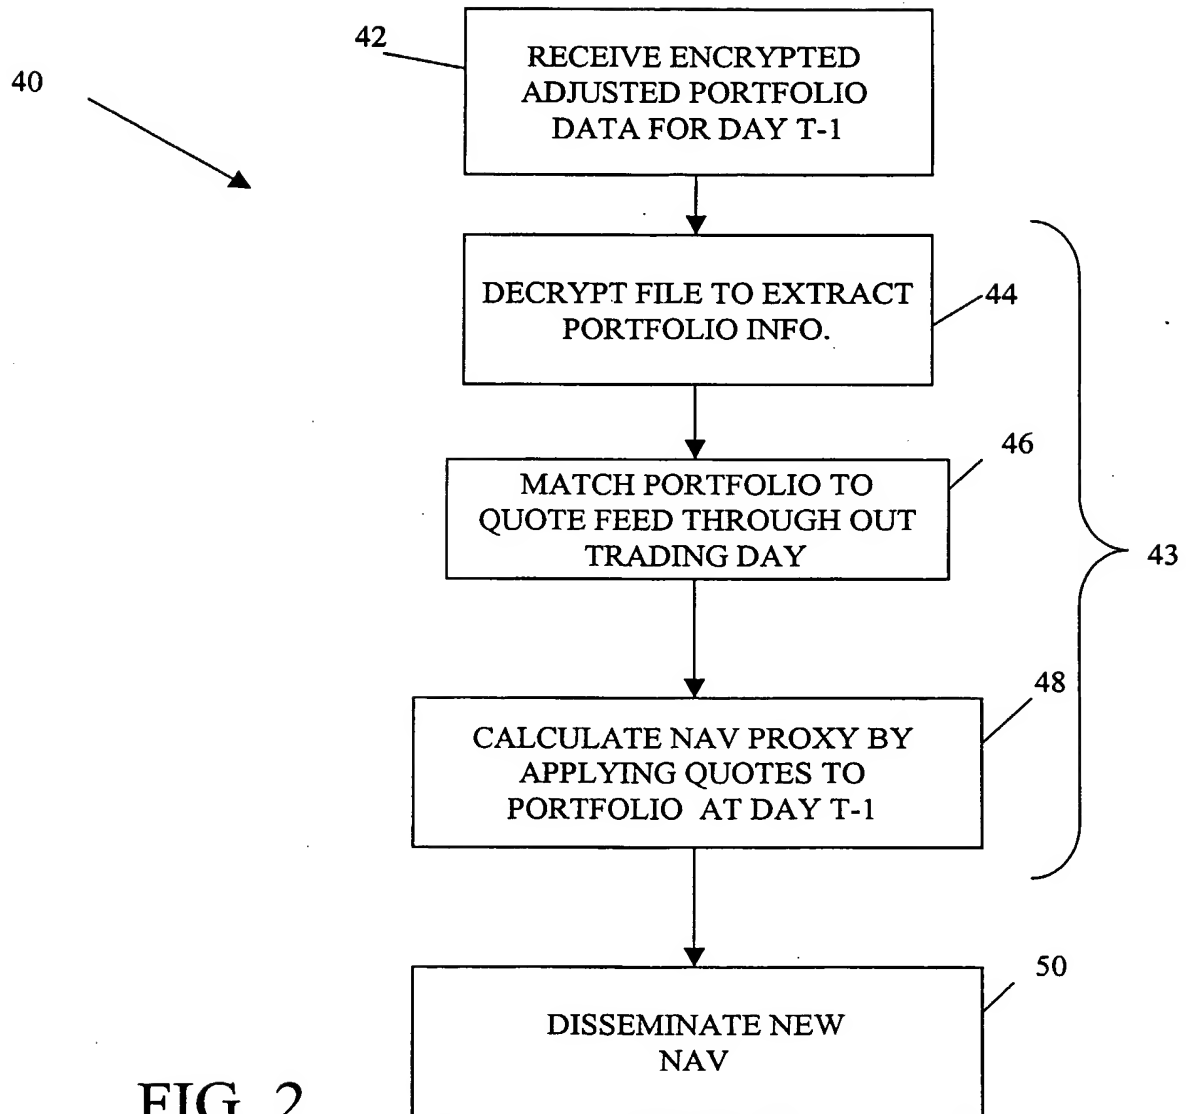 42
40
RECEIVE ENCRYPTED
ADJUSTED PORTFOLIO
DATA FOR DAY T-1
DECRYPT FILE TO EXTRACT
PORTFOLIO INFO.
44
46
MATCH PORTFOLIO TO
QUOTE FEED THROUGH OUT
TRADING DAY
43
48
CALCULATE NAV PROXY BY
APPLYING QUOTES TO
PORTFOLIO AT DAY T-1
50
DISSEMINATE NEW
NAV
FIG. 2